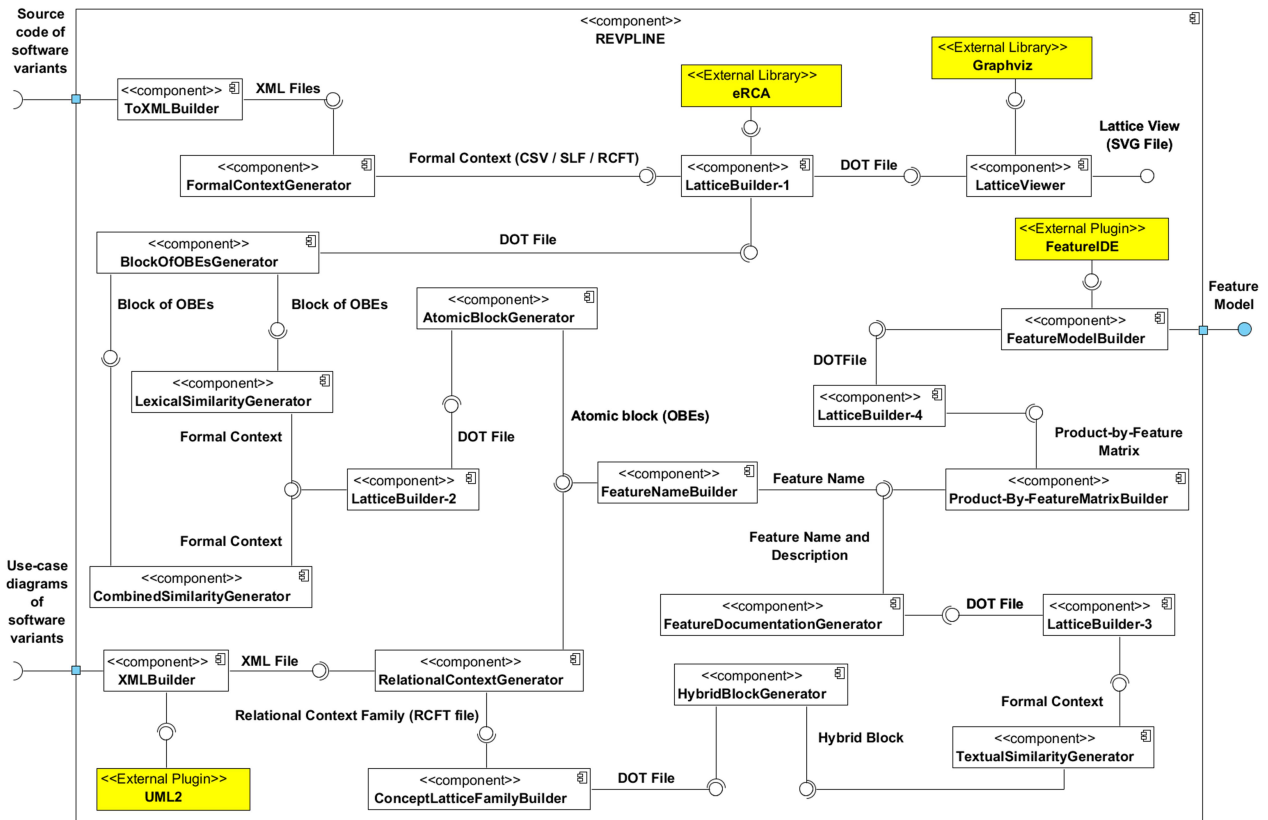 Source
code of
software
variants
<<component>>
REVPLINE
<<component>>
ToXMLBuilder
XML Files
<<External Library>>
eRCA
<<External Library>>
Graphviz
<<component>>
FormalContextGenerator
Formal Context (CSV / SLF / RCFT)
<<component>>
LatticeBuilder-1
DOT File
<<component>>
LatticeViewer
Lattice View
(SVG File)
<<component>>
BlockOfOBEsGenerator
DOT File
<<External Plugin>>
FeatureIDE
Block of OBEs
Block of OBEs
<<component>>
AtomicBlockGenerator
<<component>>
FeatureModelBuilder
Feature
Model
DOTFile
<<component>>
LexicalSimilarityGenerator
<<component>>
LatticeBuilder-4
Formal Context
DOT File
Atomic block (OBEs)
Product-by-Feature
Matrix
<<component>>
LatticeBuilder-2
<<component>>
FeatureNameBuilder
Feature Name
<<component>>
Product-By-FeatureMatrixBuilder
Formal Context
Feature Name and
Description
Use-case
diagrams
of
software
variants
<<component>>
CombinedSimilarityGenerator
<<component>>
FeatureDocumentationGenerator
DOT File
<<component>>
LatticeBuilder-3
<<component>>
XMLBuilder
XML File
<<component>>
RelationalContextGenerator
<<component>>
HybridBlockGenerator
Formal Context
Relational Context Family (RCFT file)
Hybrid Block
<<component>>
TextualSimilarityGenerator
<<External Plugin>>
UML2
<<component>>
ConceptLatticeFamilyBuilder
DOT File